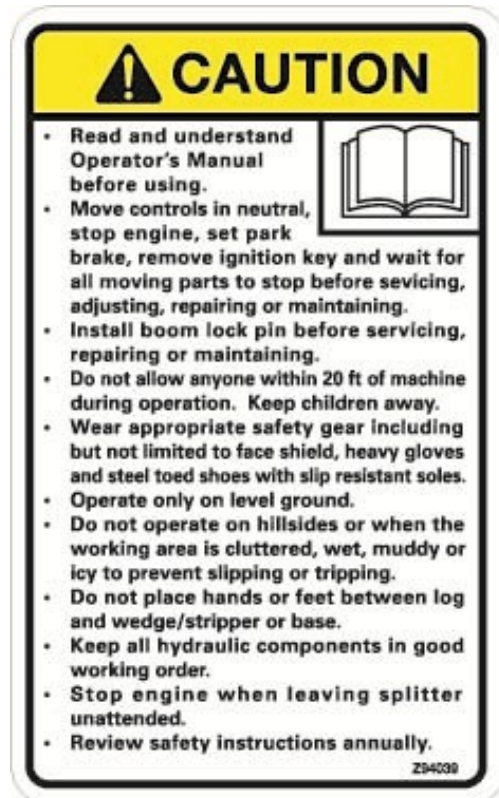 CAUTION
• Read and understand
Operator's Manual
before using.
• Move controls in neutral,
stop engine, set park
brake, remove ignition key and wait for
all moving parts to stop before sevicing,
adjusting, repairing or maintaining.
• Install boom lock pin before servicing,
repairing or maintaining.
• Do not allow anyone within 20 ft of machine
during operation. Keep children away.
• Wear appropriate safety gear including
but not limited to face shield, heavy gloves
and steel toed shoes with slip resistant soles.
• Operate only on level ground.
• Do not operate on hillsides or when the
working area is cluttered, wet, muddy or
icy to prevent slipping or tripping.
• Do not place hands or feet between log
and wedge/stripper or base.
• Keep all hydraulic components in good
working order.
• Stop engine when leaving splitter
unattended.
• Review safety instructions annually.
Z94039